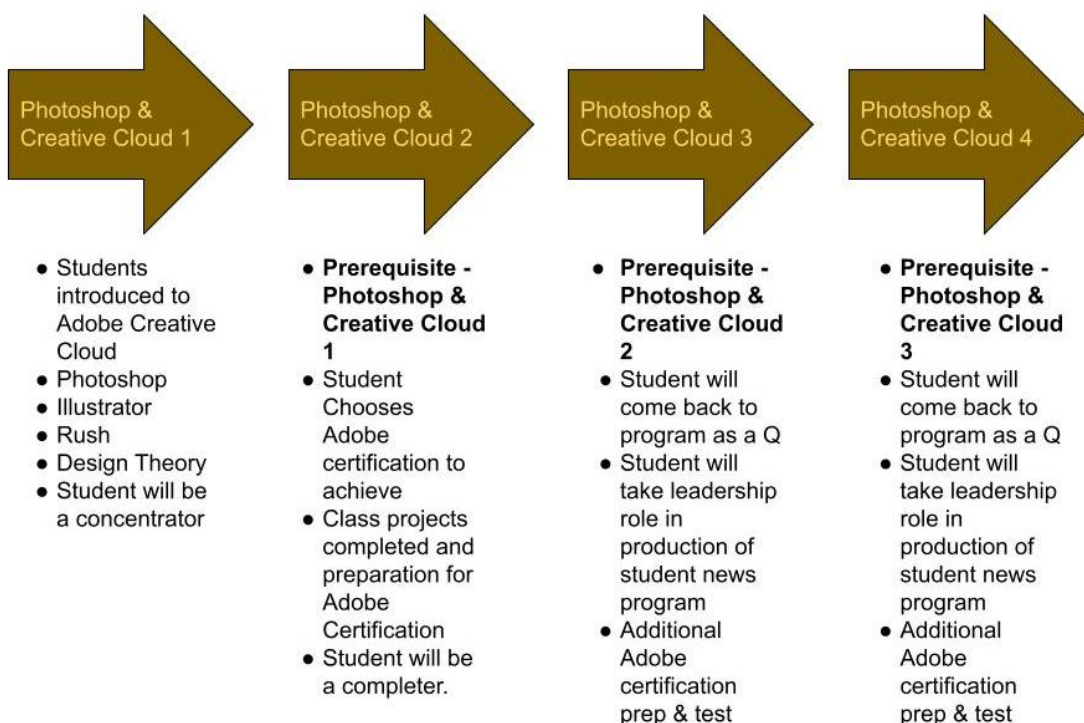 Photoshop &
Creative Cloud 1
Photoshop &
Creative Cloud 2
Photoshop &
Creative Cloud 3
Photoshop &
Creative Cloud 4
● Students
introduced to
Adobe Creative
Cloud
● Photoshop
● Illustrator
● Rush
● Design Theory
● Student will be
a concentrator
● Prerequisite -
Photoshop &
Creative Cloud
1
● Student
Chooses
Adobe
certification to
achieve
● Class projects
completed and
preparation for
Adobe
Certification
● Student will be
a completer.
● Prerequisite -
Photoshop &
Creative Cloud
2
● Student will
come back to
program as a Q
● Student will
take leadership
role in
production of
student news
program
● Additional
Adobe
certification
prep & test
● Prerequisite -
Photoshop &
Creative Cloud
3
● Student will
come back to
program as a Q
● Student will
take leadership
role in
production of
student news
program
● Additional
Adobe
certification
prep & test